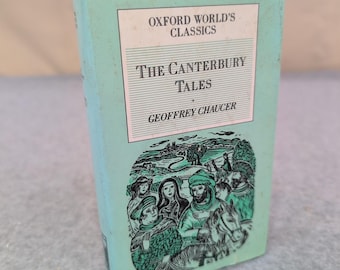 OXFORD WORLD'S
CLASSICS
THE CANTERBURY
TALES
GEOFFREY CHAUCER